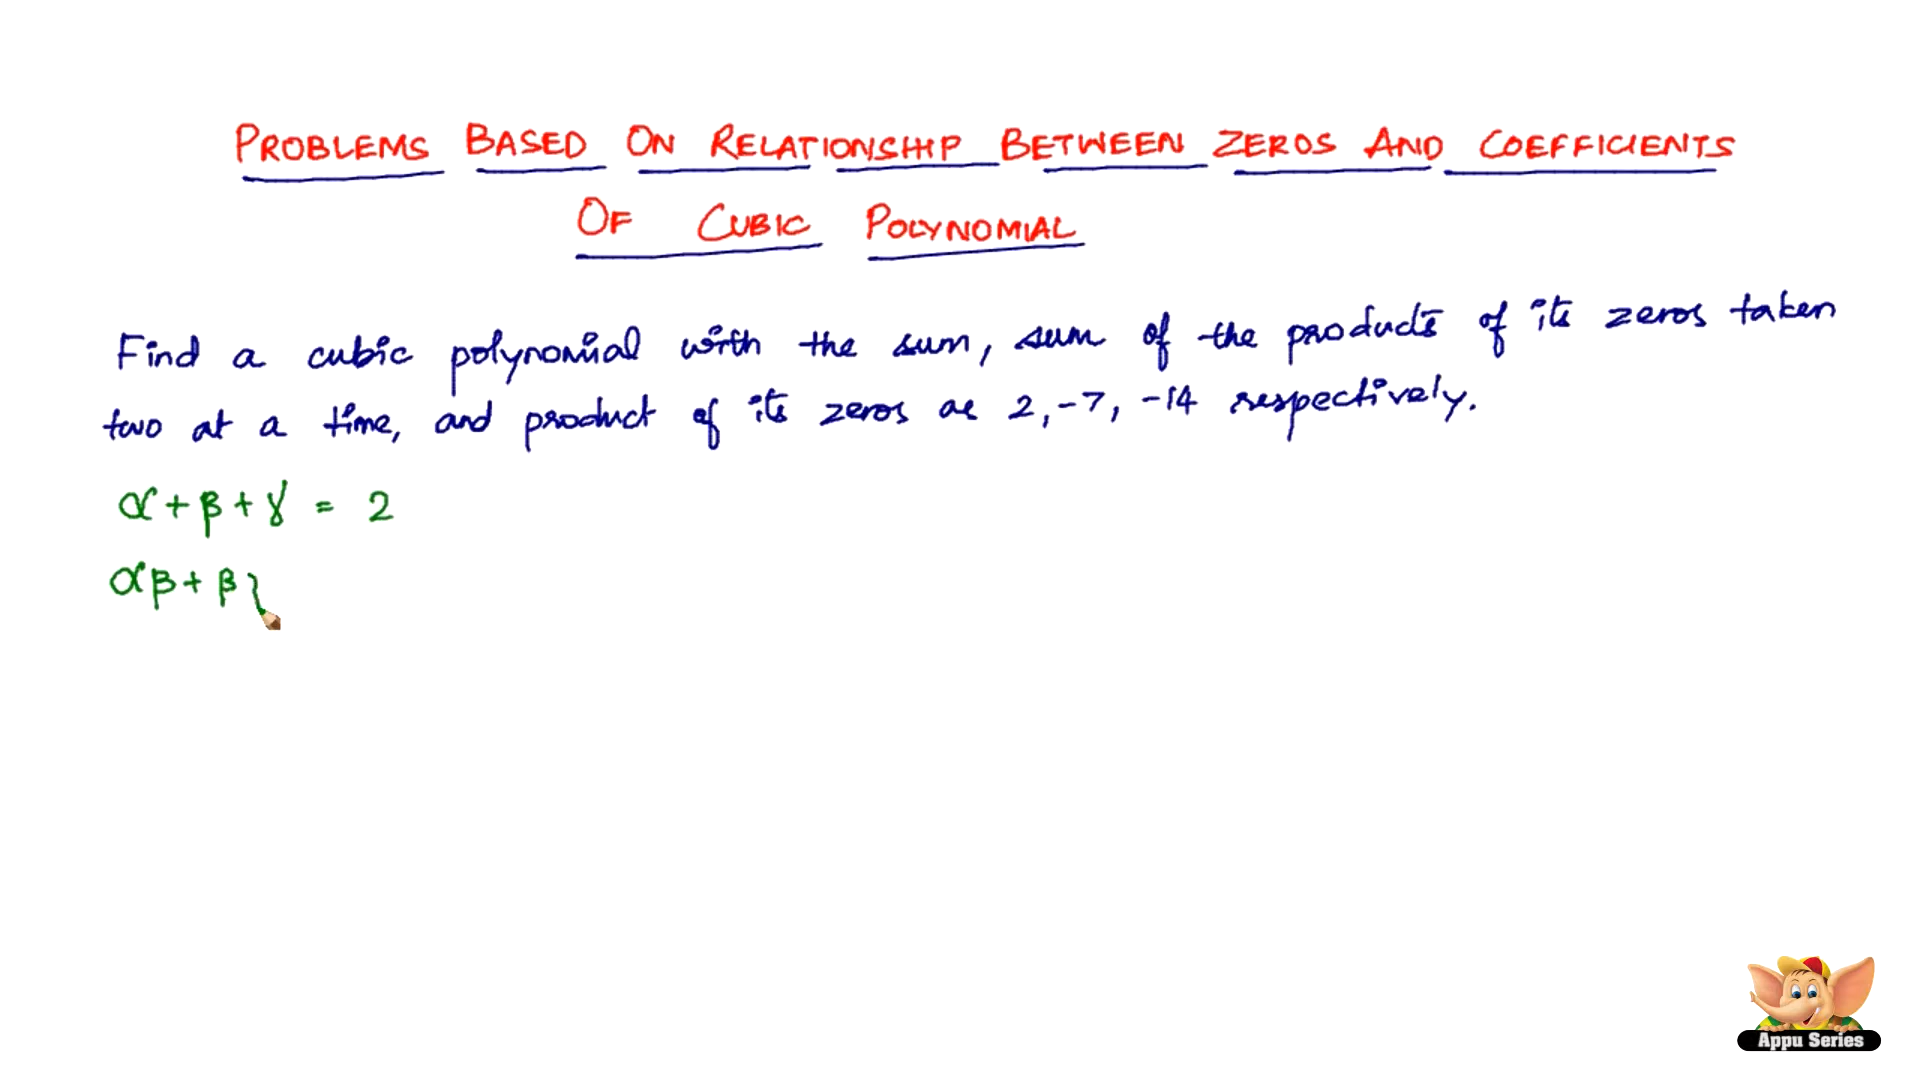 PROBLEMS BASED ON RELATIONSHIP BETWEEN ZEROS AND COEFFICIENTS
OF CUBIC POLYNOMIAL
Find a cubic polynomial with the sum, sum of the products of its zeros taken
two at a time, and product of its zeros as 2, -7, -14 respectively.
α + β + γ = 2
αβ + β
Appu Series